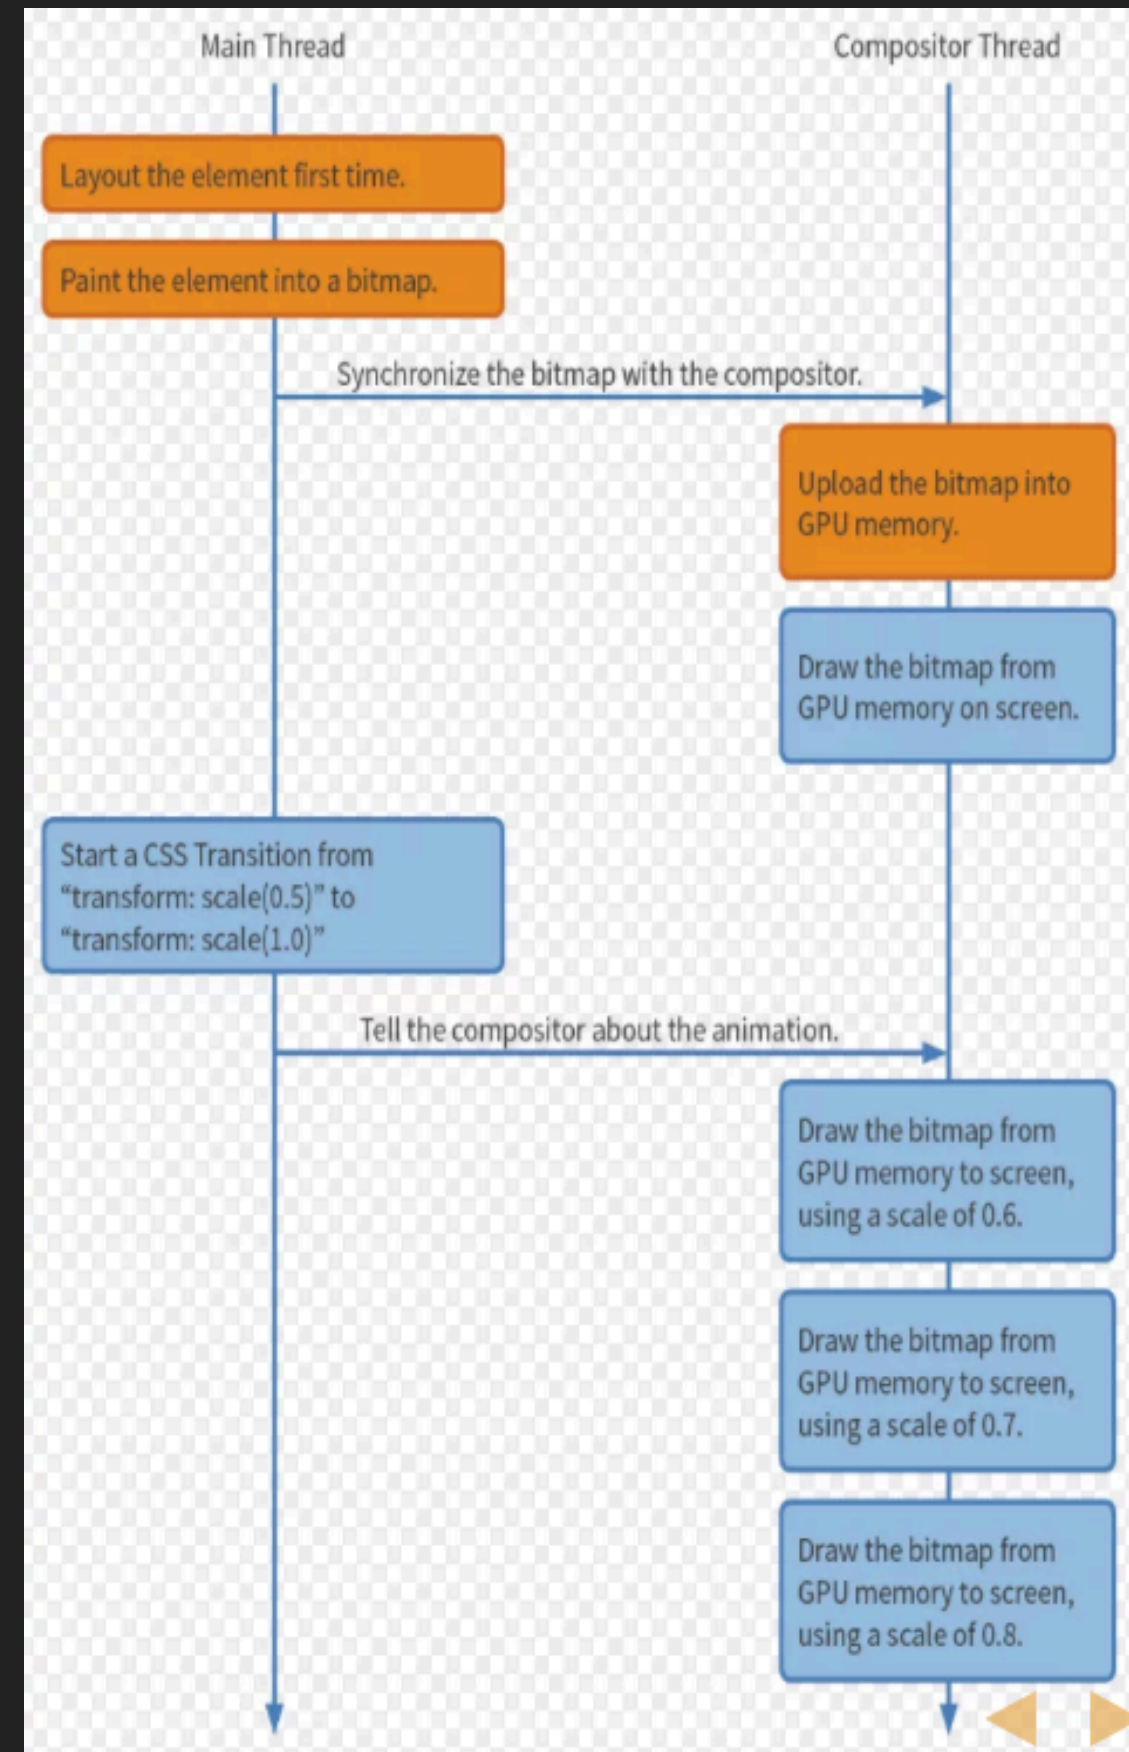 Main Thread
Compositor Thread
Layout the element first time.
Paint the element into a bitmap.
Synchronize the bitmap with the compositor.
Upload the bitmap into
GPU memory.
Draw the bitmap from
GPU memory on screen.
Start a CSS Transition from
“transform: scale(0.5)” to
“transform: scale(1.0)”
Tell the compositor about the animation.
Draw the bitmap from
GPU memory to screen,
using a scale of 0.6.
Draw the bitmap from
GPU memory to screen,
using a scale of 0.7.
Draw the bitmap from
GPU memory to screen,
using a scale of 0.8.